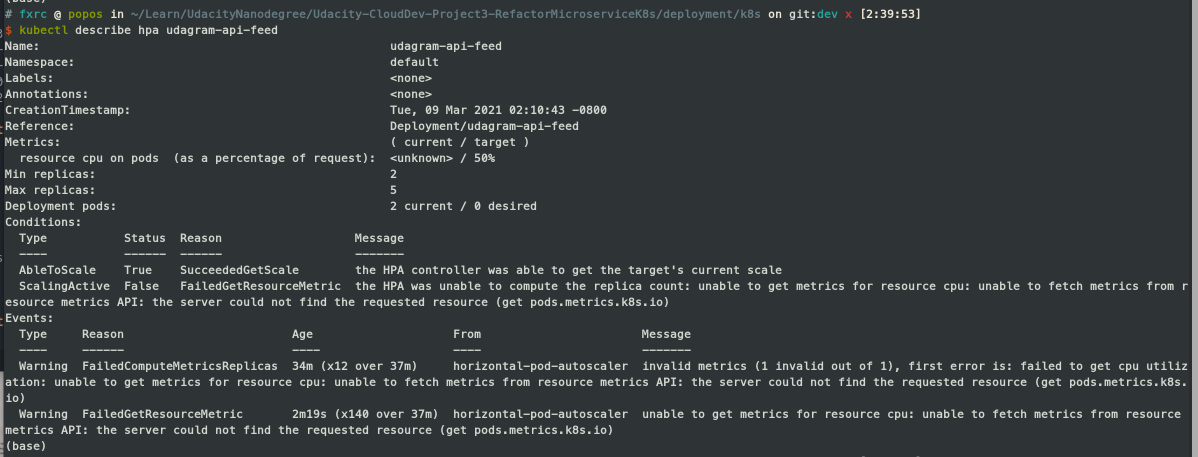 (base)
# fxrc @ popos in ~/Learn/UdacityNanodegree/Udacity-CloudDev-Project3-RefactorMicroserviceK8s/deployment/k8s on git:dev x [2:39:53]
$ kubectl describe hpa udagram-api-feed
Name: udagram-api-feed
Namespace: default
Labels: <none>
Annotations: <none>
CreationTimestamp: Tue, 09 Mar 2021 02:10:43 -0800
Reference: Deployment/udagram-api-feed
Metrics: ( current / target )
resource cpu on pods (as a percentage of request): <unknown> / 50%
Min replicas: 2
Max replicas: 5
Deployment pods: 2 current / 0 desired
Conditions:
Type Status Reason Message
---- ------ ------ -------
AbleToScale True SucceededGetScale the HPA controller was able to get the target's current scale
ScalingActive False FailedGetResourceMetric the HPA was unable to compute the replica count: unable to get metrics for resource cpu: unable to fetch metrics from r
esource metrics API: the server could not find the requested resource (get pods.metrics.k8s.io)
Events:
Type Reason Age From Message
---- ------ ---- ---- -------
Warning FailedComputeMetricsReplicas 34m (x12 over 37m) horizontal-pod-autoscaler invalid metrics (1 invalid out of 1), first error is: failed to get cpu utiliz
ation: unable to get metrics for resource cpu: unable to fetch metrics from resource metrics API: the server could not find the requested resource (get pods.metrics.k8s.
io)
Warning FailedGetResourceMetric 2m19s (x140 over 37m) horizontal-pod-autoscaler unable to get metrics for resource cpu: unable to fetch metrics from resource
metrics API: the server could not find the requested resource (get pods.metrics.k8s.io)
(base)